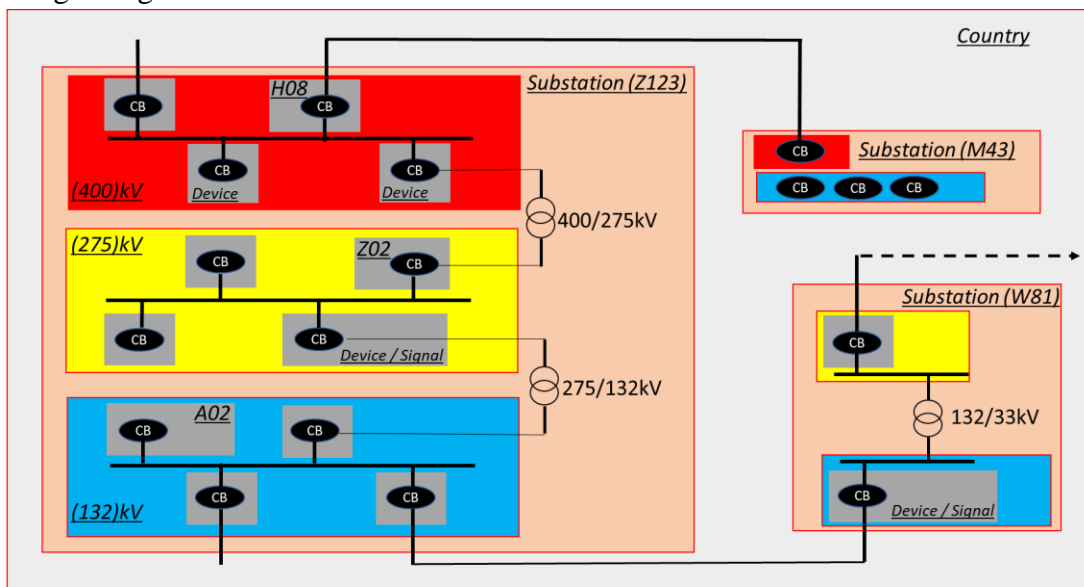 Country
Substation (Z123)
H08
CB
CB
CB
CB
Device
Device
(400)kV
400/275kV
(275)kV
Z02
CB
CB
CB
CB
Device / Signal
275/132kV
A02
CB
CB
CB
CB
(132)kV
CB
Substation (M43)
CB
CB
CB
Substation (W81)
CB
132/33kV
CB
Device / Signal